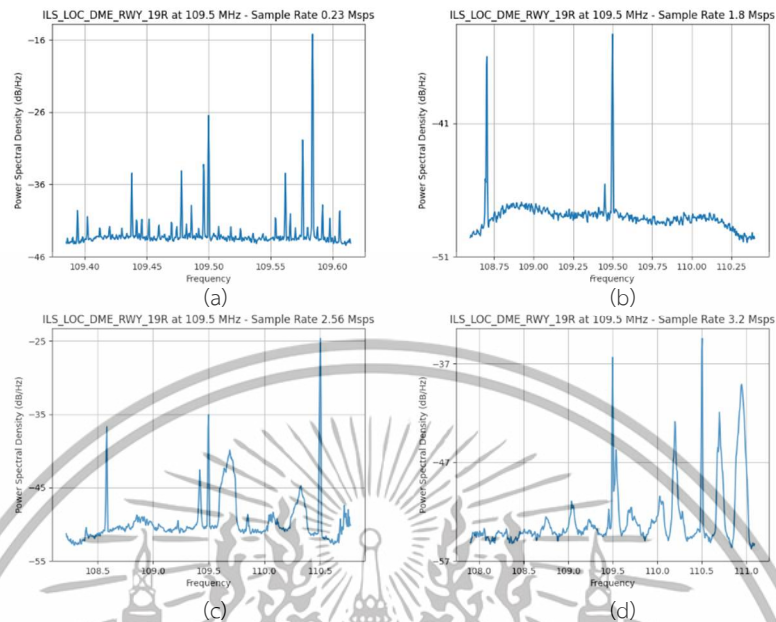 ILS_LOC_DME_RWY_19R at 109.5 MHz - Sample Rate 0.23 Msps
Power Spectral Density (dB/Hz)
-16
-26
-36
-46
109.40 109.45 109.50 109.55 109.60
Frequency
(a)
ILS_LOC_DME_RWY_19R at 109.5 MHz - Sample Rate 1.8 Msps
Power Spectral Density (dB/Hz)
-41
-51
108.75 109.00 109.25 109.50 109.75 110.00 110.25
Frequency
(b)
ILS_LOC_DME_RWY_19R at 109.5 MHz - Sample Rate 2.56 Msps
Power Spectral Density (dB/Hz)
-25
-35
-45
-55
108.5 109.0 109.5 110.0 110.5
Frequency
(c)
ILS_LOC_DME_RWY_19R at 109.5 MHz - Sample Rate 3.2 Msps
Power Spectral Density (dB/Hz)
-37
-47
-57
108.0 108.5 109.0 109.5 110.0 110.5 111.0
Frequency
(d)